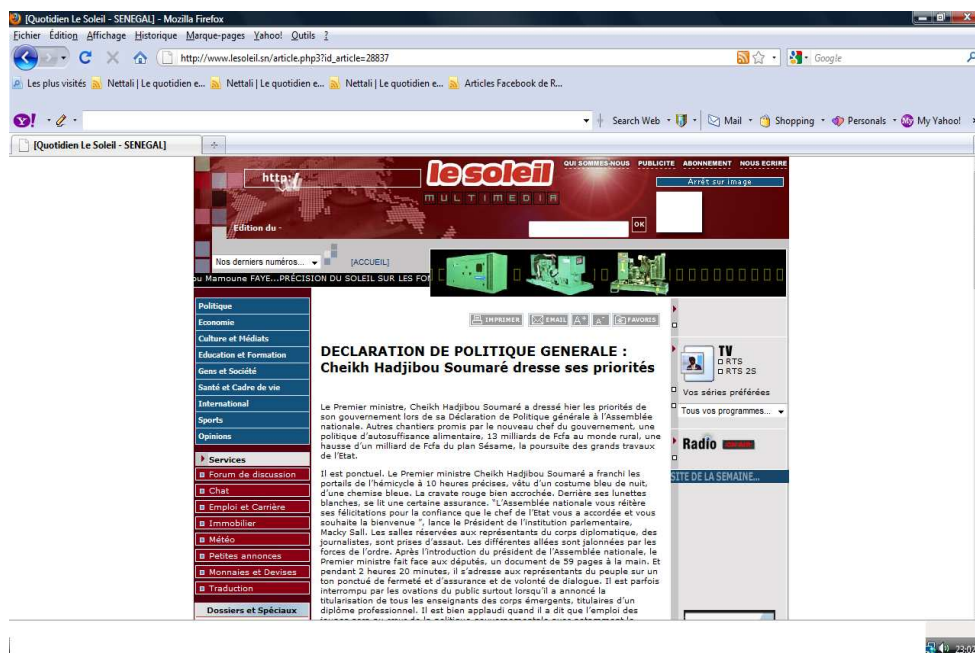 [Quotidien Le Soleil - SENEGAL] - Mozilla Firefox
Eichier Édition Affichage Historique Marque-pages Yahoo! Outils ?
http://www.lesoleil.sn/article.php3?id_article=28837
Google
Les plus visités Nettali | Le quotidien e... Nettali | Le quotidien e... Nettali | Le quotidien e... Articles Facebook de R...
Y! Search Web Mail Shopping Personals My Yahoo!
[Quotidien Le Soleil - SENEGAL]
QUI SOMMES-NOUS PUBLICITE ABONNEMENT NOUS ECRIRE
http:// le soleil
Arrêt sur image
MULTIMEDIA
Edition du -
OK
Nos derniers numéros... [ACCUEIL]
ou Mamoune FAYE...PRÉCISION DU SOLEIL SUR LES FO
Politique
Economie
Culture et Médiats
Education et Formation
Gens et Société
Santé et Cadre de vie
International
Sports
Opinions
Services
Forum de discussion
Chat
Emploi et Carrière
Immobilier
Météo
Petites annonces
Monnaies et Devises
Traduction
Dossiers et Spéciaux
IMPRIMER EMAIL A+ A- FAVORIS
DECLARATION DE POLITIQUE GENERALE :
Cheikh Hadjibou Soumaré dresse ses priorités
Le Premier ministre, Cheikh Hadjibou Soumaré a dressé hier les priorités de
son gouvernement lors de sa Déclaration de Politique générale à l'Assemblée
nationale. Autres chantiers promis par le nouveau chef du gouvernement, une
politique d'autosuffisance alimentaire, 13 milliards de Fcfa au monde rural, une
hausse d'un milliard de Fcfa du plan Sésame, la poursuite des grands travaux
de l'Etat.
Il est ponctuel. Le Premier ministre Cheikh Hadjibou Soumaré a franchi les
portails de l'hémicycle à 10 heures précises, vêtu d'un costume bleu de nuit,
d'une chemise bleue. La cravate rouge bien accrochée. Derrière ses lunettes
blanches, se lit une certaine assurance. "L'Assemblée nationale vous réitère
ses félicitations pour la confiance que le chef de l'Etat vous a accordée et vous
souhaite la bienvenue ", lance le Président de l'institution parlementaire,
Macky Sall. Les salles réservées aux représentants du corps diplomatique, des
journalistes, sont prises d'assaut. Les différentes allées sont jalonnées par les
forces de l'ordre. Après l'introduction du président de l'Assemblée nationale, le
Premier ministre fait face aux députés, un document de 59 pages à la main. Et
pendant 2 heures 20 minutes, il s'adresse aux représentants du peuple sur un
ton ponctué de fermeté et d'assurance et de volonté de dialogue. Il est parfois
interrompu par les ovations du public surtout lorsqu'il a annoncé la
titularisation de tous les enseignants des corps émergents, titulaires d'un
diplôme professionnel. Il est bien applaudi quand il a dit que l'emploi des
TV
RTS
RTS 2S
Vos séries préférées
Tous vos programmes...
Radio
SITE DE LA SEMAINE...